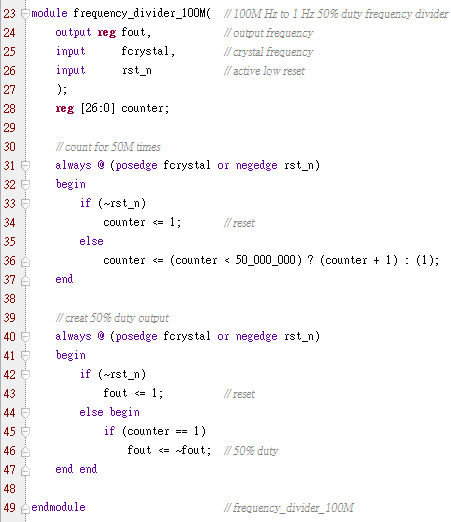 23 module frequency_divider_100M( // 100M Hz to 1 Hz 50% duty frequency divider
24 output reg fout, // output frequency
25 input fcrystal, // crystal frequency
26 input rst_n // active low reset
27 );
28 reg [26:0] counter;
29
30 // count for 50M times
31 always @ (posedge fcrystal or negedge rst_n)
32 begin
33 if (~rst_n)
34 counter <= 1; // reset
35 else
36 counter <= (counter < 50_000_000) ? (counter + 1) : (1);
37 end
38
39 // creat 50% duty output
40 always @ (posedge fcrystal or negedge rst_n)
41 begin
42 if (~rst_n)
43 fout <= 1; // reset
44 else begin
45 if (counter == 1)
46 fout <= ~fout; // 50% duty
47 end end
48
49 endmodule // frequency_divider_100M